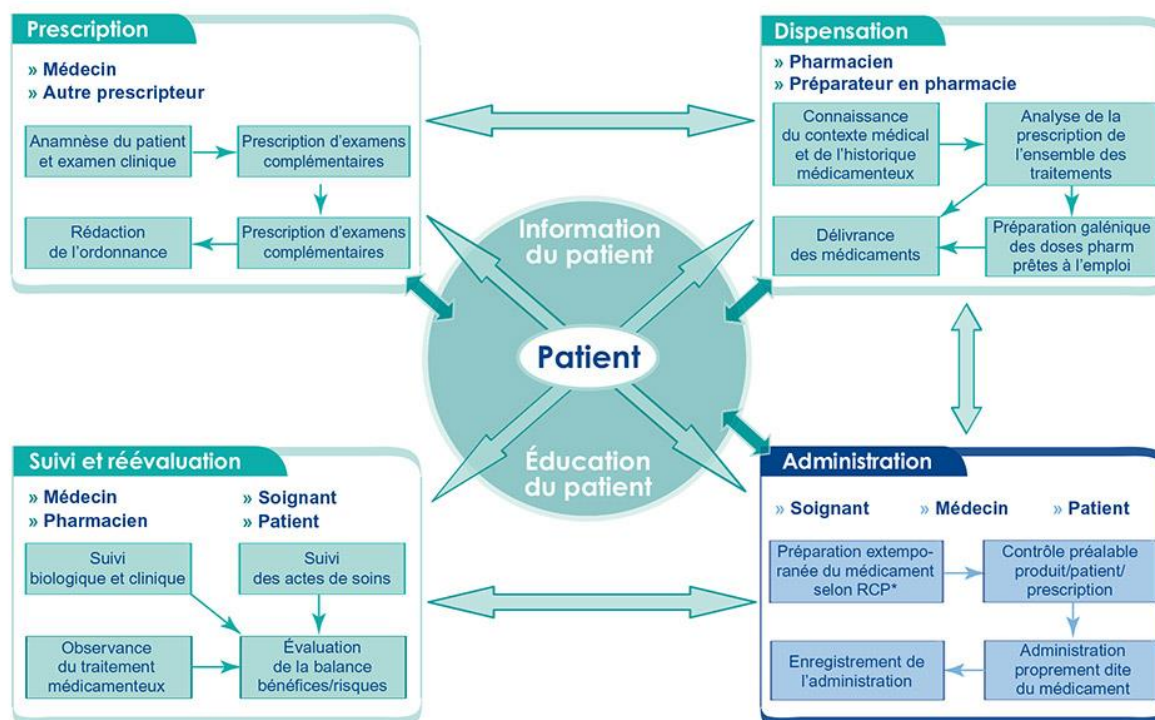 Prescription
» Médecin
» Autre prescripteur
Anamnèse du patient
et examen clinique
Prescription d'examens
complémentaires
Rédaction
de l'ordonnance
Prescription d'examens
complémentaires
Dispensation
» Pharmacien
» Préparateur en pharmacie
Connaissance
du contexte médical
et de l'historique
médicamenteux
Analyse de la
prescription de
l'ensemble des
traitements
Délivrance
des médicaments
Préparation galénique
des doses pharm
prêtes à l'emploi
Information
du patient
Patient
Éducation
du patient
Suivi et réévaluation
» Médecin
» Pharmacien
» Soignant
» Patient
Suivi
biologique et clinique
Suivi
des actes de soins
Observance
du traitement
médicamenteux
Évaluation
de la balance
bénéfices/risques
Administration
» Soignant
» Médecin
» Patient
Préparation extempo-
ranée du médicament
selon RCP*
Contrôle préalable
produit/patient/
prescription
Enregistrement de
l'administration
Administration
proprement dite
du médicament